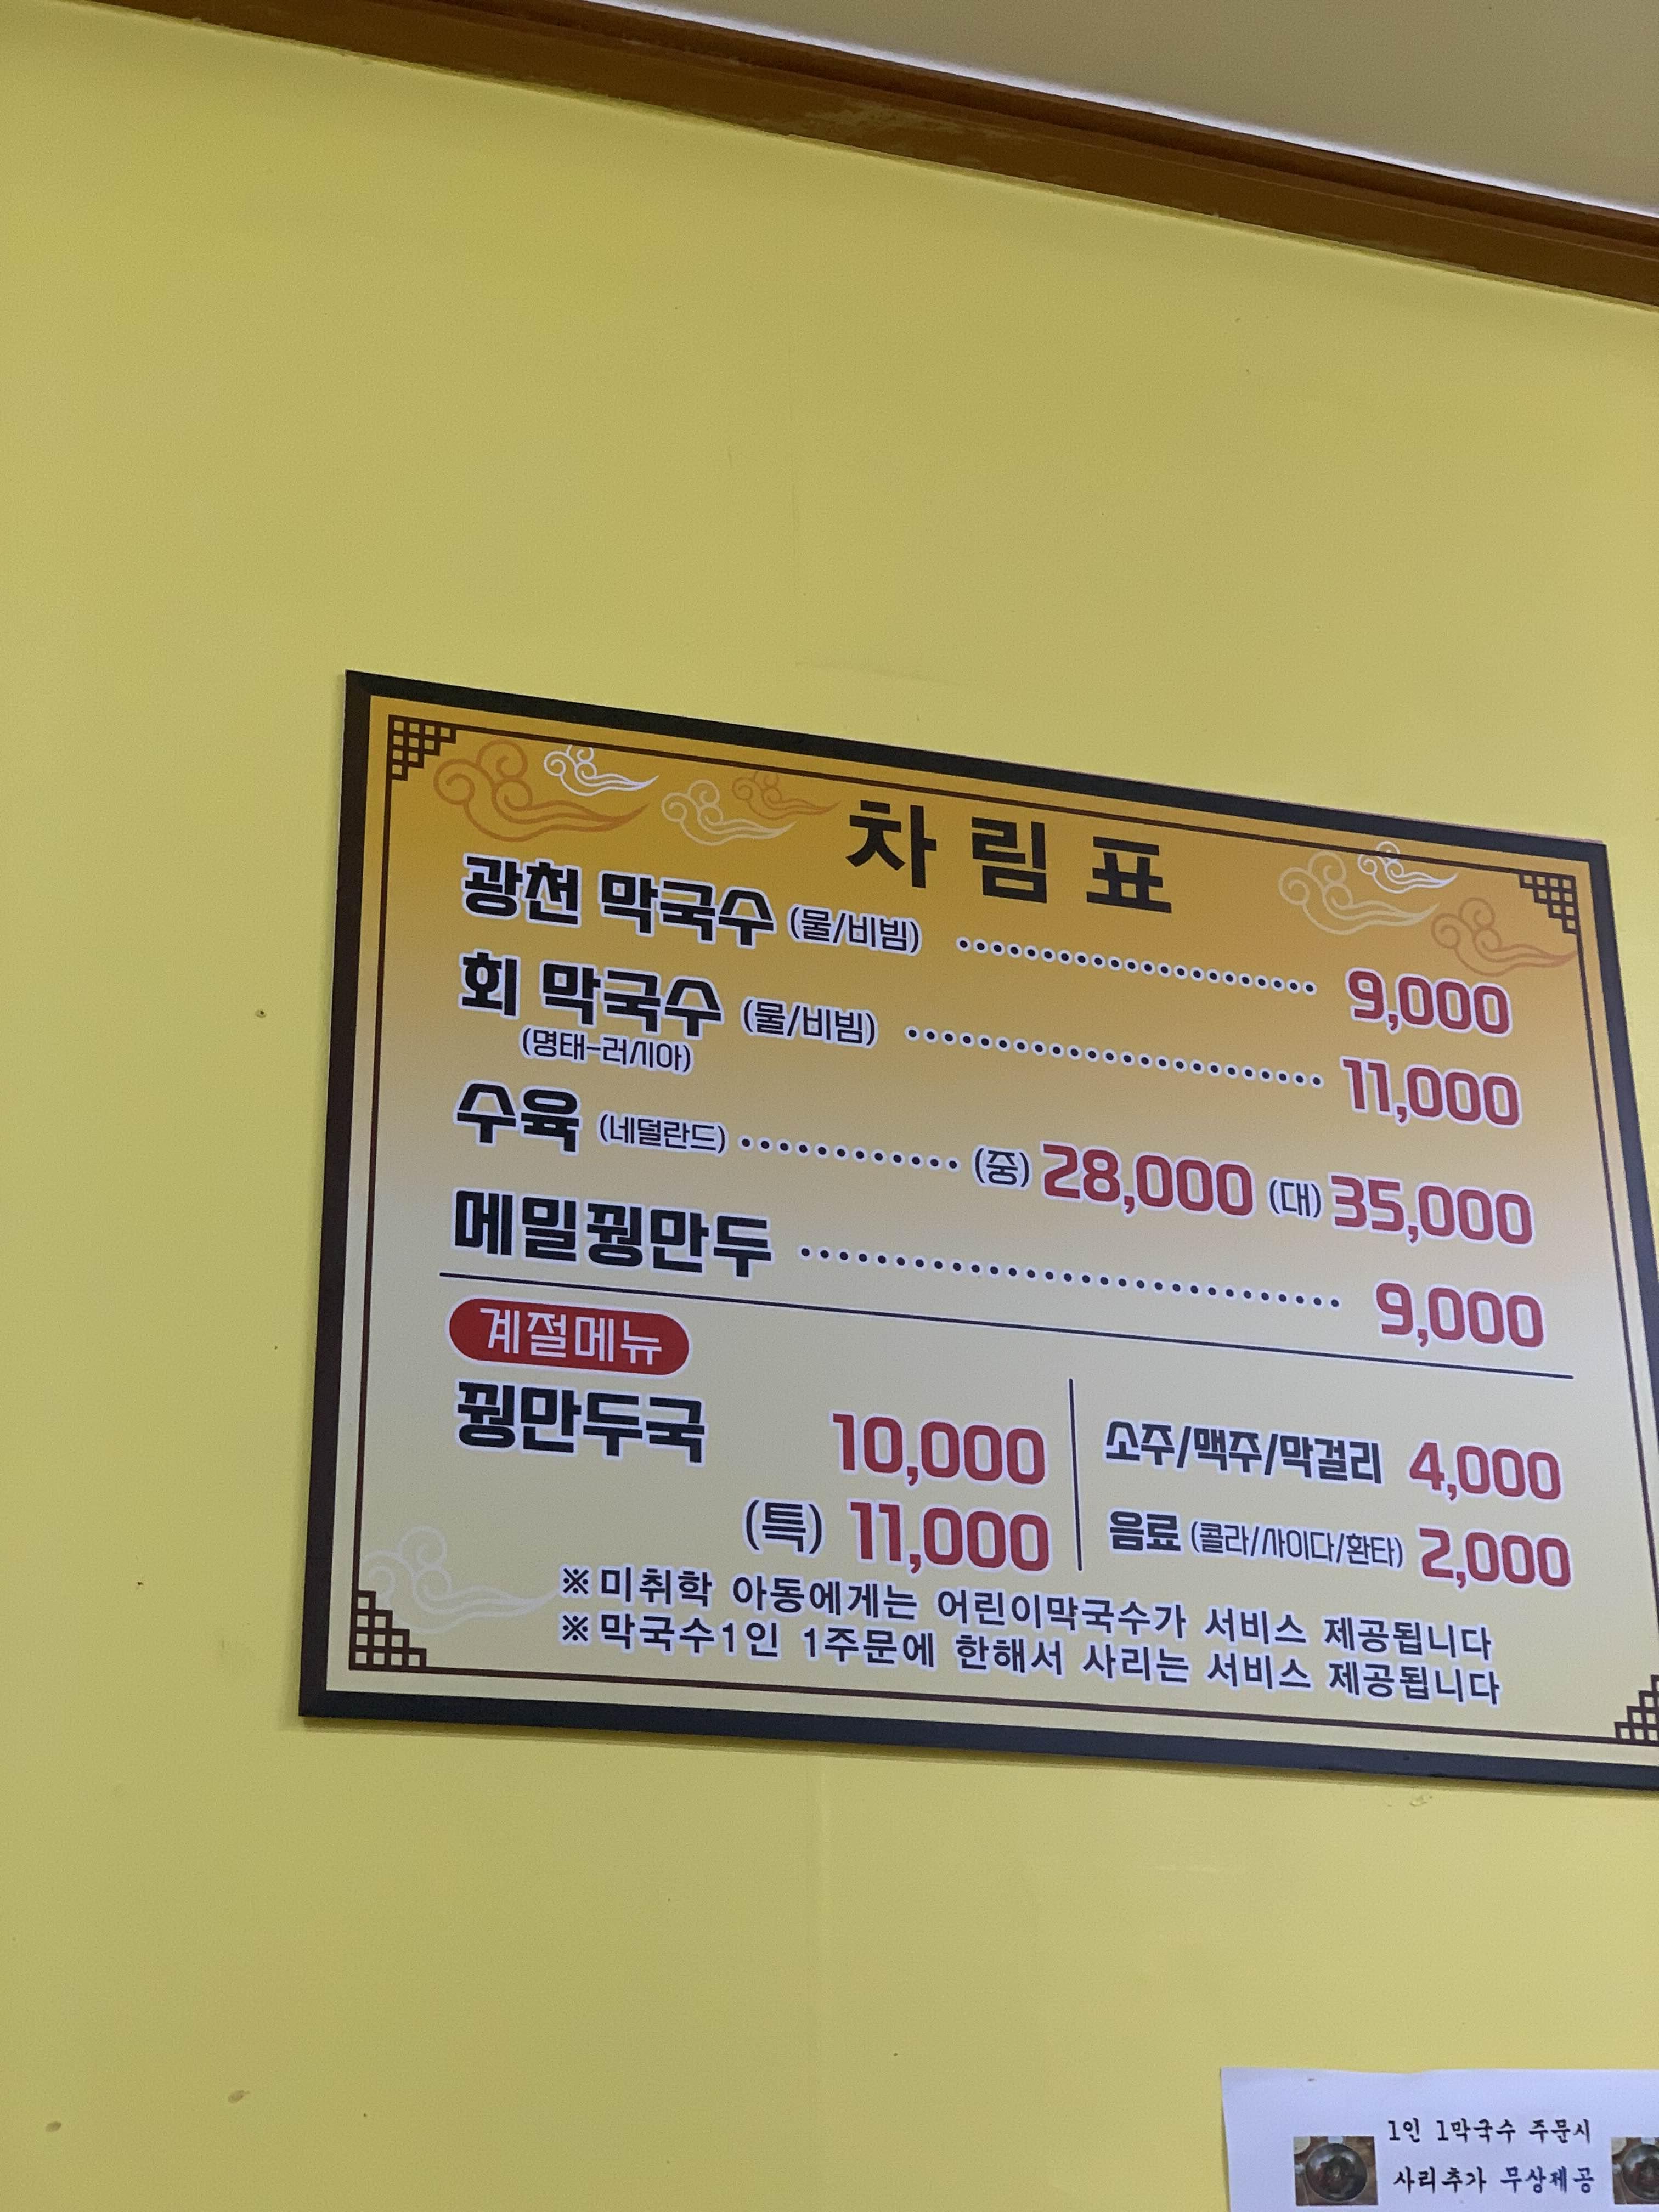 차림표
광천 막국수 (물/비빔) 9,000
회 막국수 (물/비빔) 11,000
(명태-러시아)
수육 (네덜란드) (중) 28,000 (대) 35,000
메밀꿩만두 9,000
계절메뉴
꿩만두국 10,000
(특) 11,000
소주/맥주/막걸리 4,000
음료 (콜라/사이다/환타) 2,000
※미취학 아동에게는 어린이막국수가 서비스 제공됩니다
※막국수1인 1주문에 한해서 사리는 서비스 제공됩니다
1인 1막국수 주문시
사리추가 무상제공